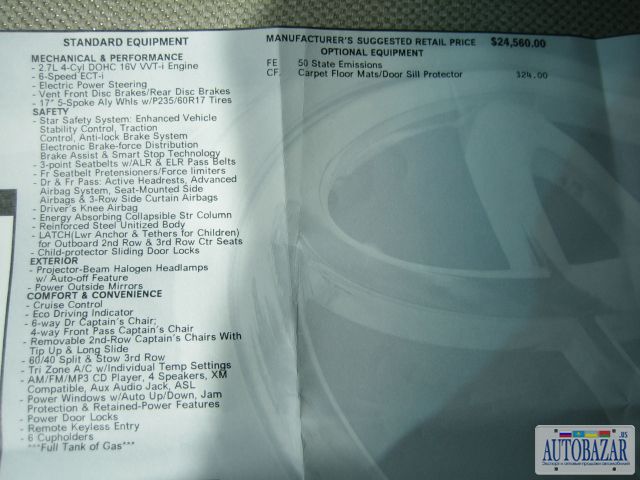 STANDARD EQUIPMENT
MECHANICAL & PERFORMANCE
- 2.7L 4-Cyl DOHC 16V VVT-i Engine
- 6-Speed ECT-i
- Electric Power Steering
- Vent Front Disc Brakes/Rear Disc Brakes
- 17" 5-Spoke Aly Whls w/P235/60R17 Tires
SAFETY
- Star Safety System: Enhanced Vehicle
Stability Control, Traction
Control, Anti-lock Brake System
Electronic Brake-force Distribution
Brake Assist & Smart Stop Technology
- 3-point Seatbelts w/ALR & ELR Pass Belts
- Fr Seatbelt Pretensioners/Force limiters
- Dr & Fr Pass: Active Headrests, Advanced
Airbag System, Seat-Mounted Side
Airbags & 3-Row Side Curtain Airbags
- Driver's Knee Airbag
- Energy Absorbing Collapsible Str Column
- Reinforced Steel Unitized Body
- LATCH(Lwr Anchor & Tethers for Children)
for Outboard 2nd Row & 3rd Row Ctr Seats
- Child-protector Sliding Door Locks
EXTERIOR
- Projector-Beam Halogen Headlamps
w/ Auto-off Feature
- Power Outside Mirrors
COMFORT & CONVENIENCE
- Cruise Control
- Eco Driving Indicator
- 6-way Dr Captain's Chair;
4-way Front Pass Captain's Chair
- Removable 2nd-Row Captain's Chairs With
Tip Up & Long Slide
- 60/40 Split & Stow 3rd Row
- Tri Zone A/C w/Individual Temp Settings
- AM/FM/MP3 CD Player, 4 Speakers, XM
Compatible, Aux Audio Jack, ASL
- Power Windows w/Auto Up/Down, Jam
Protection & Retained-Power Features
- Power Door Locks
- Remote Keyless Entry
- 6 Cupholders
***Full Tank of Gas***
MANUFACTURER'S SUGGESTED RETAIL PRICE $24,560.00
OPTIONAL EQUIPMENT
FE 50 State Emissions
CF Carpet Floor Mats/Door Sill Protector 124.00
AUTOBAZAR.US